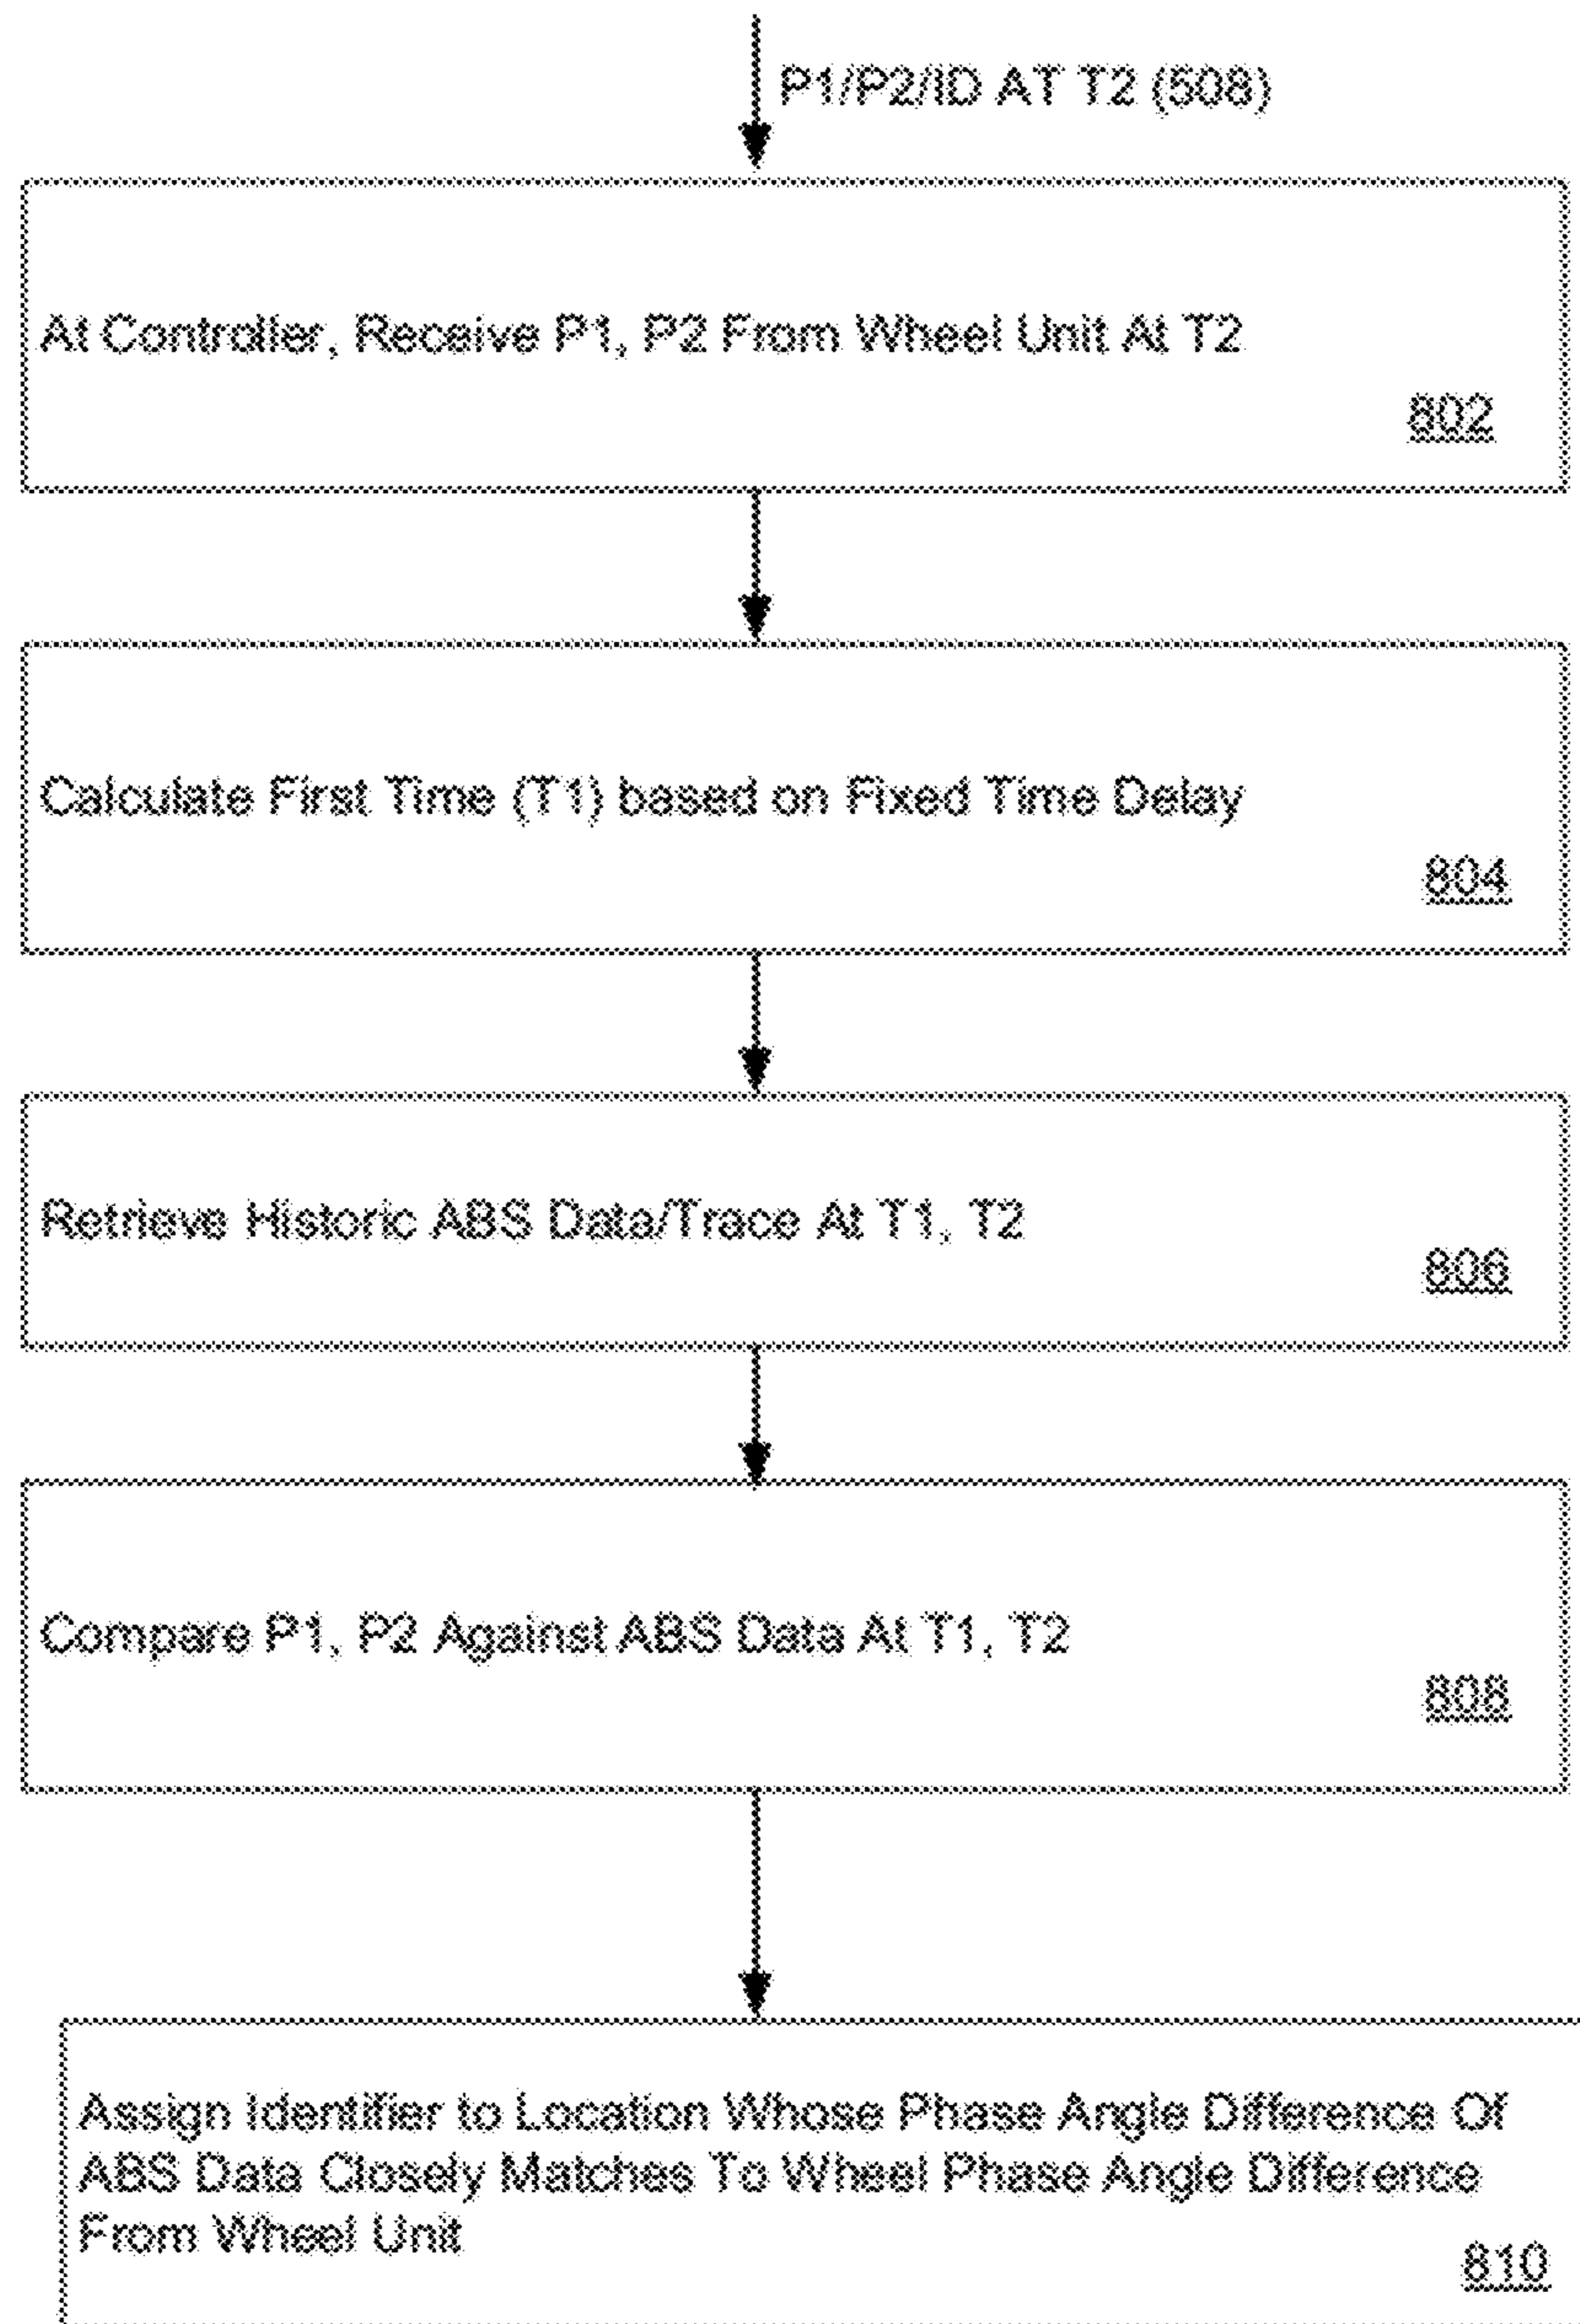 P1/P2/ID AT T2 (508)
At Controller, Receive P1, P2 From Wheel Unit At T2
802
Calculate First Time (T1) based on Fixed Time Delay
804
Retrieve Historic ABS Data/Trace At T1, T2
806
Compare P1, P2 Against ABS Data At T1, T2
808
Assign Identifier to Location Whose Phase Angle Difference Of
ABS Data Closely Matches To Wheel Phase Angle Difference
From Wheel Unit
810